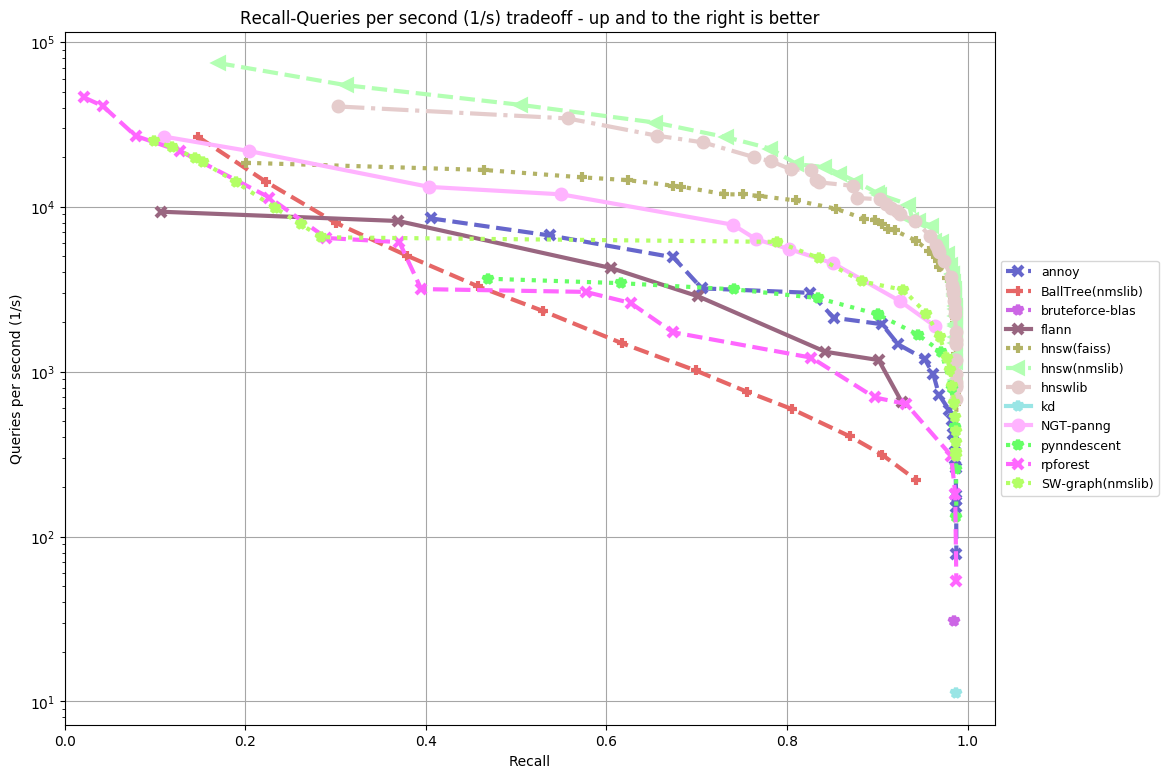 Recall-Queries per second (1/s) tradeoff - up and to the right is better
10^5
10^4
10^3
10^2
10^1
Queries per second (1/s)
0.0 0.2 0.4 0.6 0.8 1.0
Recall
annoy
BallTree(nmslib)
bruteforce-blas
flann
hnsw(faiss)
hnsw(nmslib)
hnswlib
kd
NGT-panng
pynndescent
rpforest
SW-graph(nmslib)